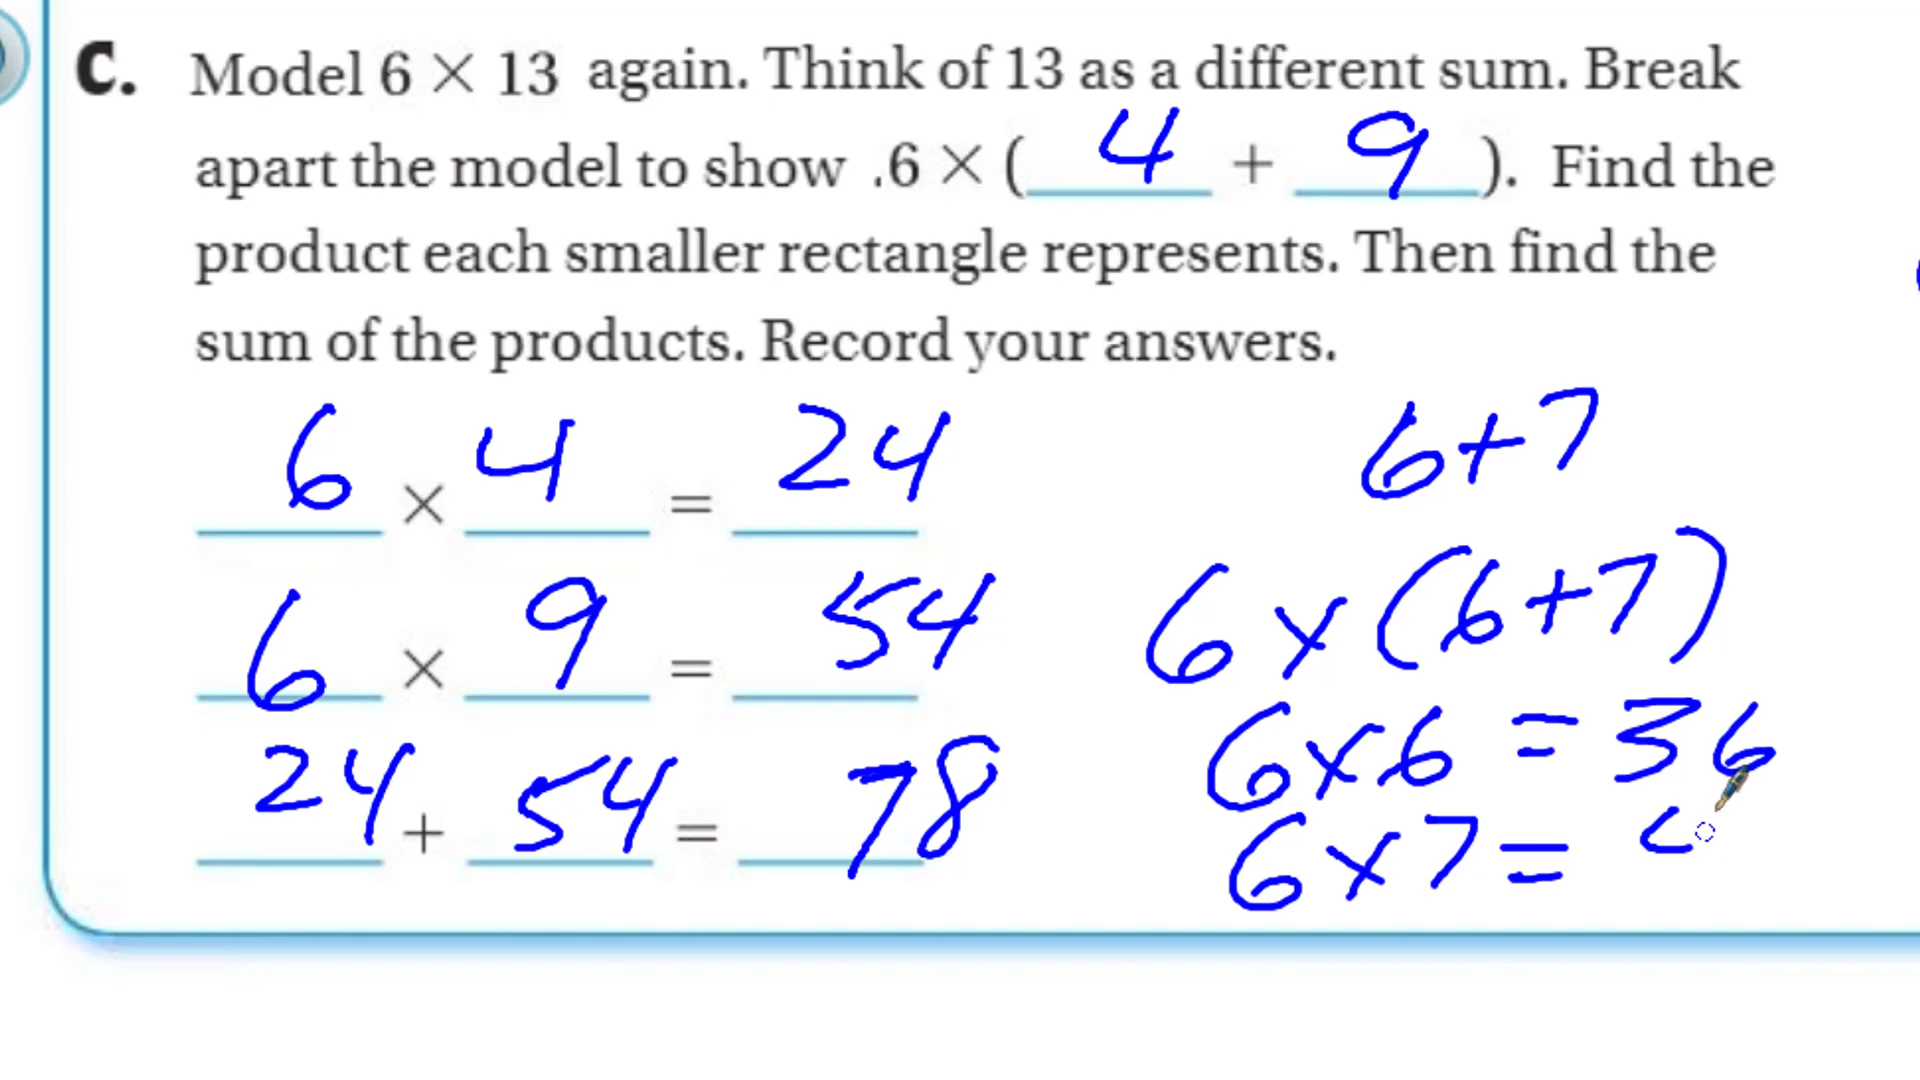 C. Model 6 × 13 again. Think of 13 as a different sum. Break
apart the model to show .6 × ( 4 + 9 ). Find the
product each smaller rectangle represents. Then find the
sum of the products. Record your answers.
6 × 4 = 24
6 × 9 = 54
24 + 54 = 78
6+7
6 × (6+7)
6×6 = 36
6×7 =